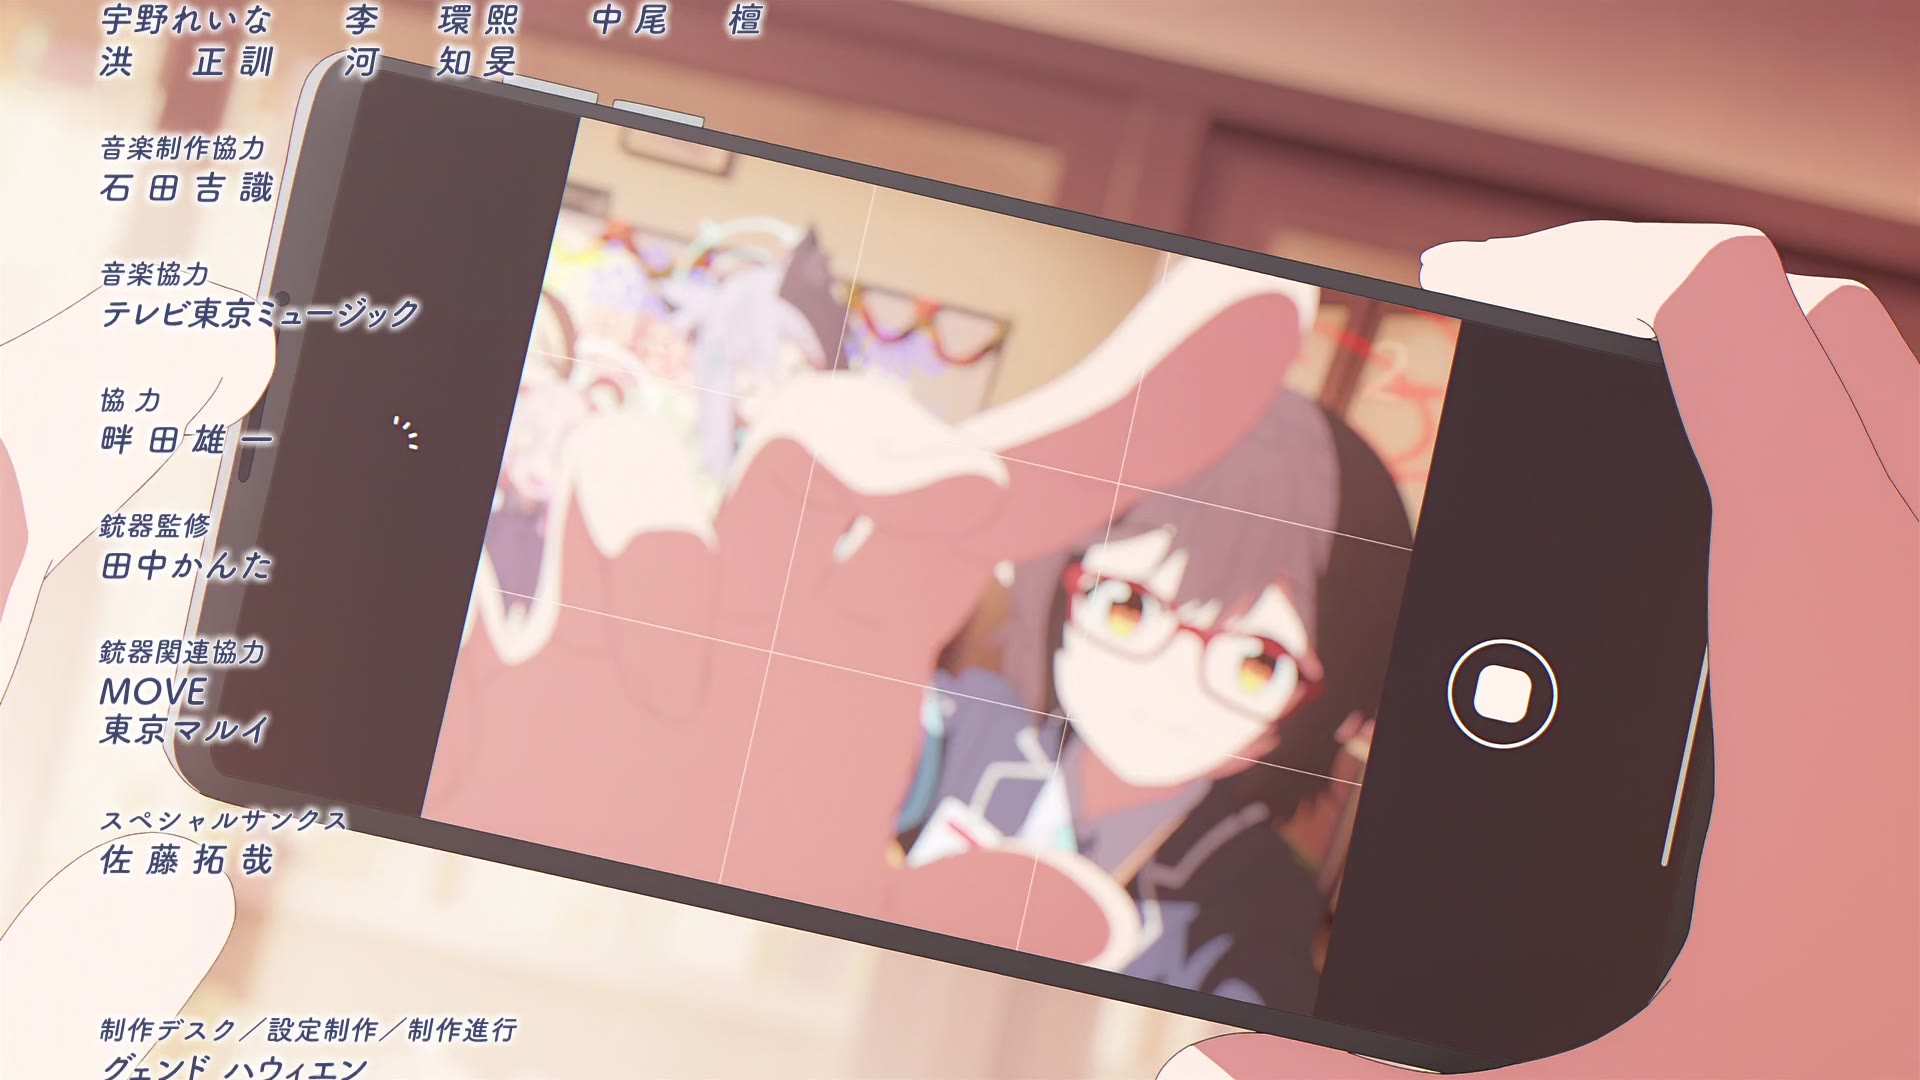 宇野れいな 李 環熙 中尾 檀
洪 正訓 河 知旻
音楽制作協力
石田吉識
音楽協力
テレビ東京ミュージック
協力
畔田雄一
銃器監修
田中かんた
銃器関連協力
MOVE
東京マルイ
スペシャルサンクス
佐藤拓哉
制作デスク／設定制作／制作進行
グェンド ハウィエン